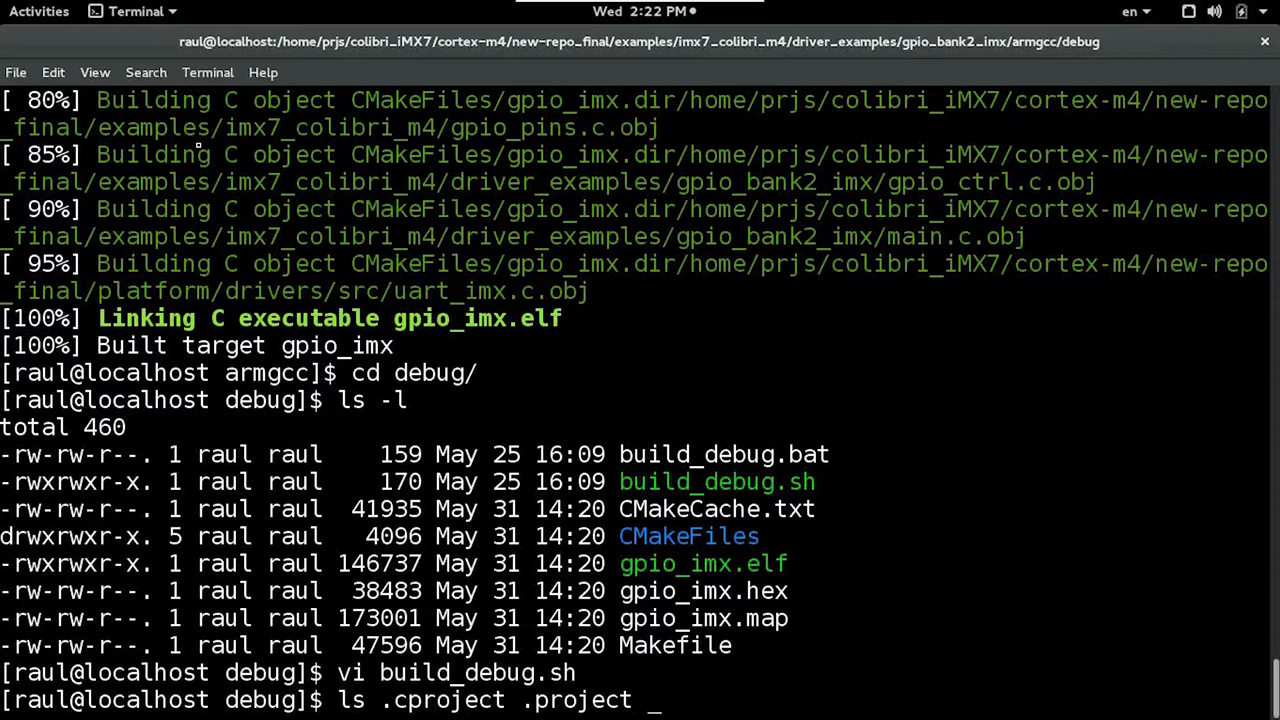 Activities Terminal Wed 2:22 PM en
raul@localhost:/home/prjs/colibri_iMX7/cortex-m4/new-repo_final/examples/imx7_colibri_m4/driver_examples/gpio_bank2_imx/armgcc/debug
File Edit View Search Terminal Help
[ 80%] Building C object CMakeFiles/gpio_imx.dir/home/prjs/colibri_iMX7/cortex-m4/new-repo
_final/examples/imx7_colibri_m4/gpio_pins.c.obj
[ 85%] Building C object CMakeFiles/gpio_imx.dir/home/prjs/colibri_iMX7/cortex-m4/new-repo
_final/examples/imx7_colibri_m4/driver_examples/gpio_bank2_imx/gpio_ctrl.c.obj
[ 90%] Building C object CMakeFiles/gpio_imx.dir/home/prjs/colibri_iMX7/cortex-m4/new-repo
_final/examples/imx7_colibri_m4/driver_examples/gpio_bank2_imx/main.c.obj
[ 95%] Building C object CMakeFiles/gpio_imx.dir/home/prjs/colibri_iMX7/cortex-m4/new-repo
_final/platform/drivers/src/uart_imx.c.obj
[100%] Linking C executable gpio_imx.elf
[100%] Built target gpio_imx
[raul@localhost armgcc]$ cd debug/
[raul@localhost debug]$ ls -l
total 460
-rw-rw-r--. 1 raul raul    159 May 25 16:09 build_debug.bat
-rwxrwxr-x. 1 raul raul    170 May 25 16:09 build_debug.sh
-rw-rw-r--. 1 raul raul  41935 May 31 14:20 CMakeCache.txt
drwxrwxr-x. 5 raul raul   4096 May 31 14:20 CMakeFiles
-rwxrwxr-x. 1 raul raul 146737 May 31 14:20 gpio_imx.elf
-rw-rw-r--. 1 raul raul  38483 May 31 14:20 gpio_imx.hex
-rw-rw-r--. 1 raul raul 173001 May 31 14:20 gpio_imx.map
-rw-rw-r--. 1 raul raul  47596 May 31 14:20 Makefile
[raul@localhost debug]$ vi build_debug.sh
[raul@localhost debug]$ ls .cproject .project _